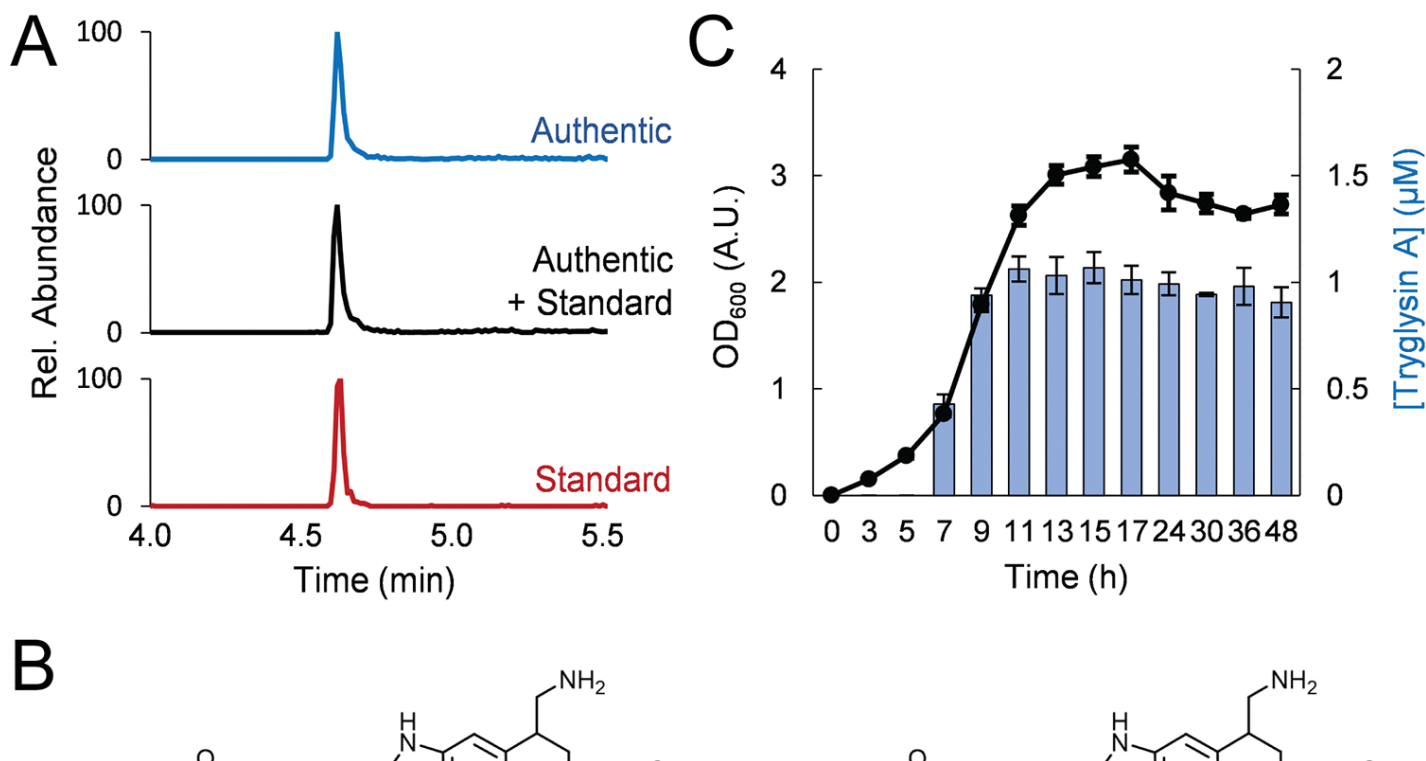 A
100
0
Authentic
100
0
Authentic
+ Standard
100
0
Standard
Rel. Abundance
4.0 4.5 5.0 5.5
Time (min)
C
4 2
3 1.5
2 1
1 0.5
0 0
OD600 (A.U.)
[Tryglysin A] (μM)
0 3 5 7 9 11 13 15 17 24 30 36 48
Time (h)
B
NH2
H
N
NH2
H
N